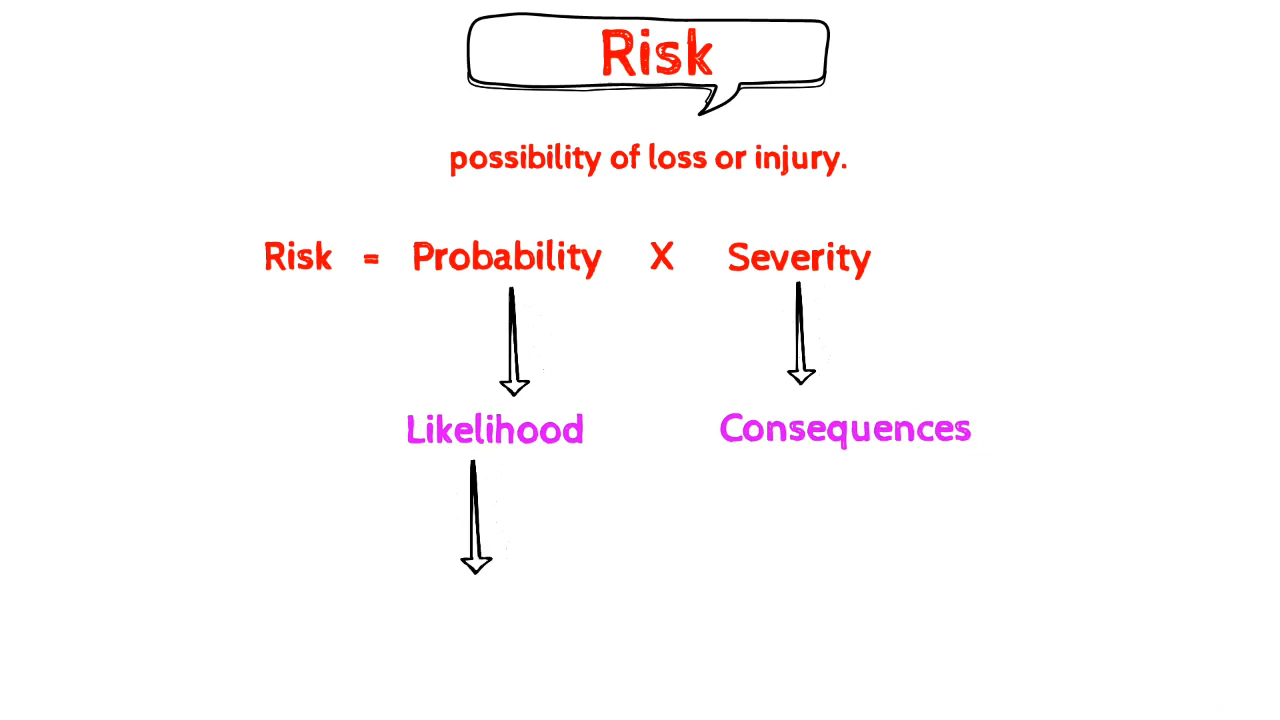 Risk
possibility of loss or injury.
Risk = Probability X Severity
Likelihood Consequences